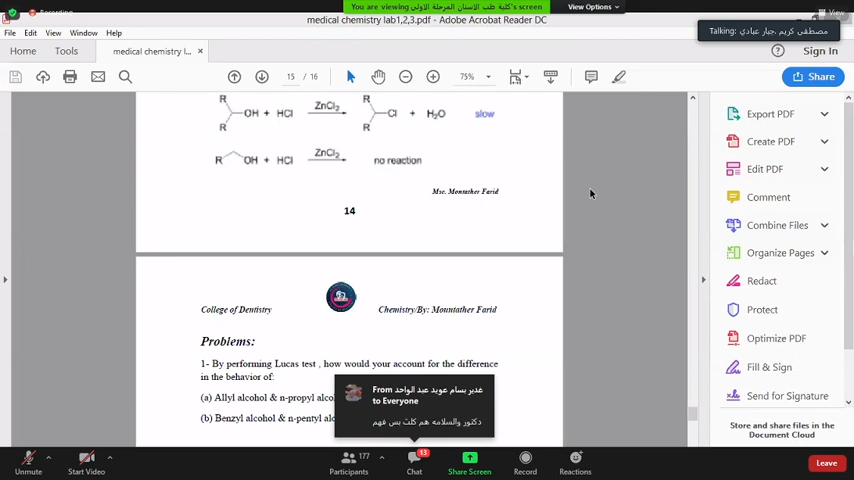 You are viewing كلية طب الاسنان المرحلة الاولى's screen
View Options
Recording
View
medical chemistry lab1,2,3.pdf - Adobe Acrobat Reader DC
Talking: مصطفى كريم ,جبار عبادي
File Edit View Window Help
Home Tools medical chemistry l... × Sign In
15 / 16 75% Share
R
OH + HCl ZnCl2 Cl + H2O slow
R R
R OH + HCl ZnCl2 no reaction
Msc. Montather Farid
14
College of Dentistry Chemistry/By: Mountather Farid
Problems:
1- By performing Lucas test , how would your account for the difference
in the behavior of:
(a) Allyl alcohol & n-propyl alco
(b) Benzyl alcohol & n-pentyl alc
From غدير بسام عويد عبد الواحد
to Everyone
دكتور والسلامه هم كلت بس فهم
Export PDF
Create PDF
Edit PDF
Comment
Combine Files
Organize Pages
Redact
Protect
Optimize PDF
Fill & Sign
Send for Signature
Store and share files in the
Document Cloud
177 13
Unmute Start Video Participants Chat Share Screen Record Reactions Leave